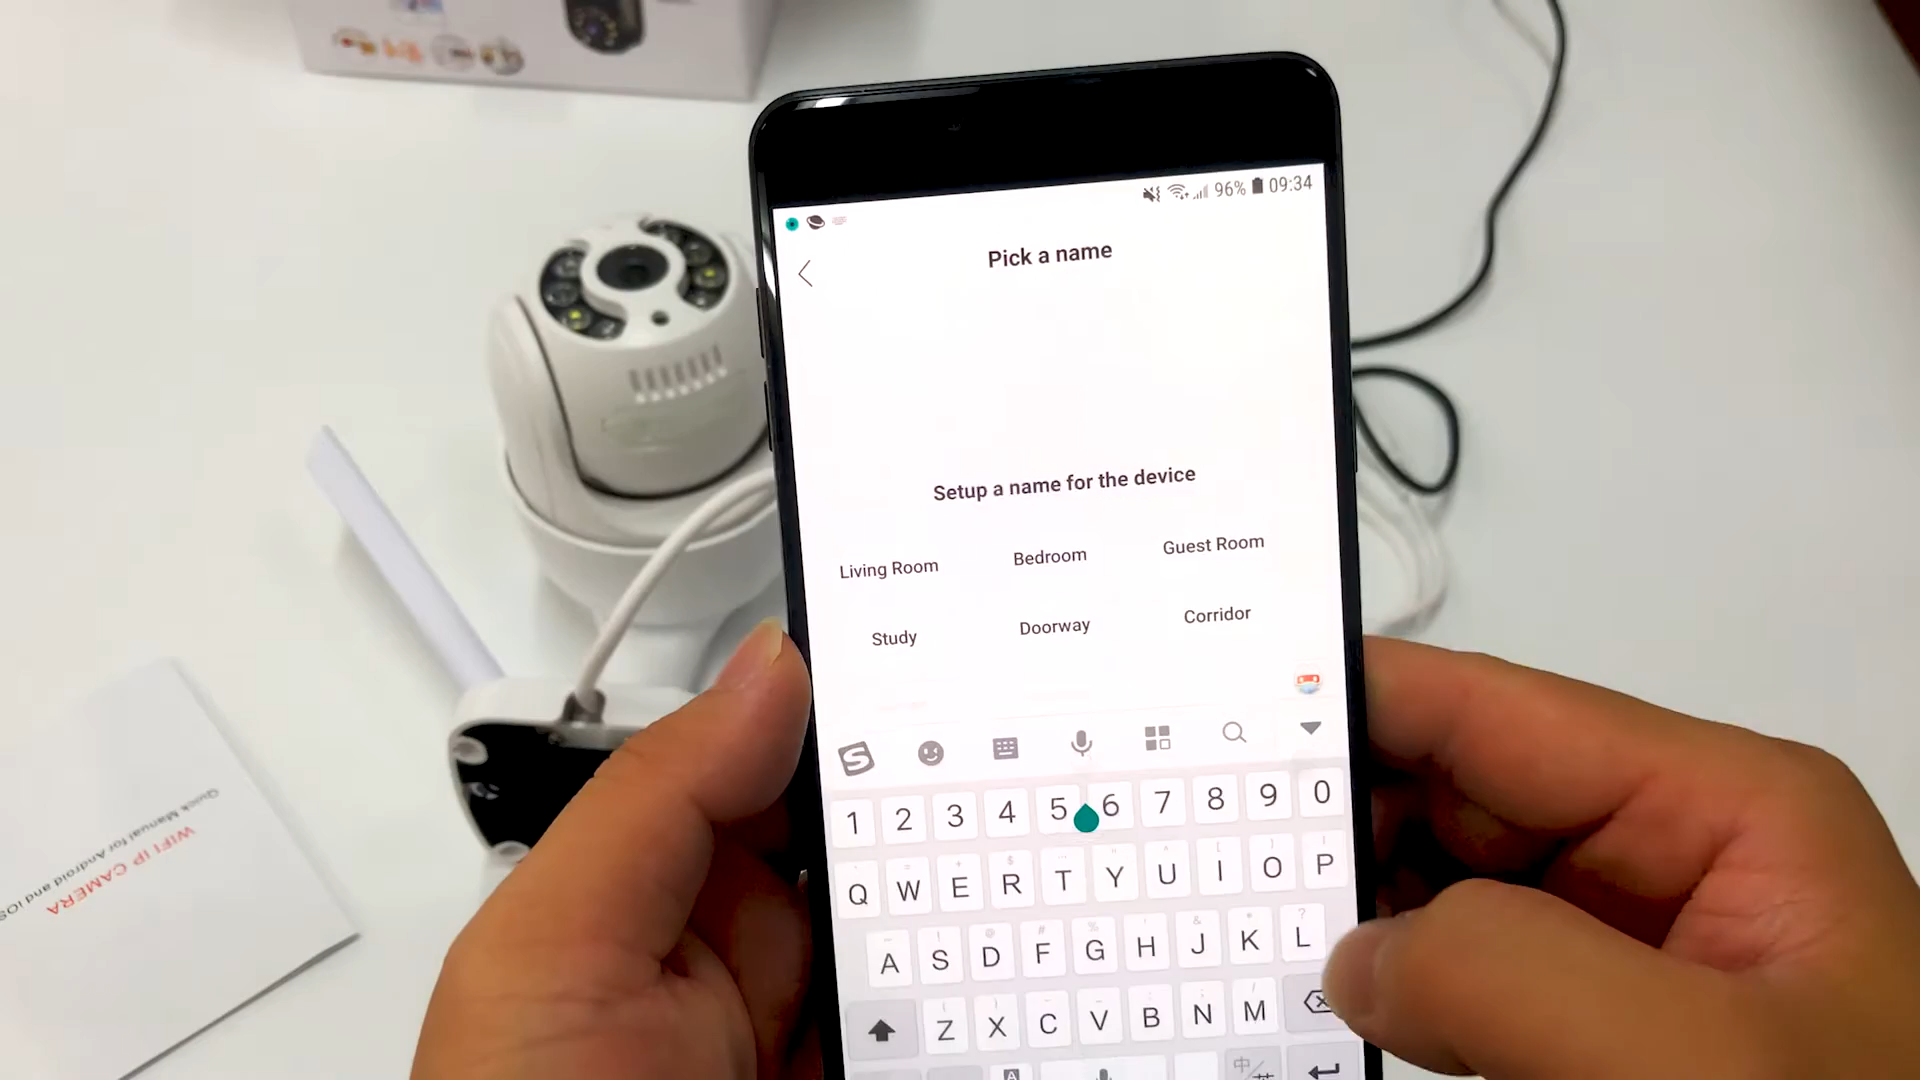 96% 09:34
Pick a name
Setup a name for the device
Living Room Bedroom Guest Room
Study Doorway Corridor
1 2 3 4 5 6 7 8 9 0
Q W E R T Y U I O P
A S D F G H J K L
Z X C V B N M
Quick Manual for Android and iOS
WIFI IP CAMERA